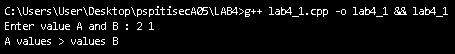 C:\Users\User\Desktop\pspitisecA05\LAB4>g++ lab4_1.cpp -o lab4_1 && lab4_1
Enter value A and B : 2 1
A values > values B